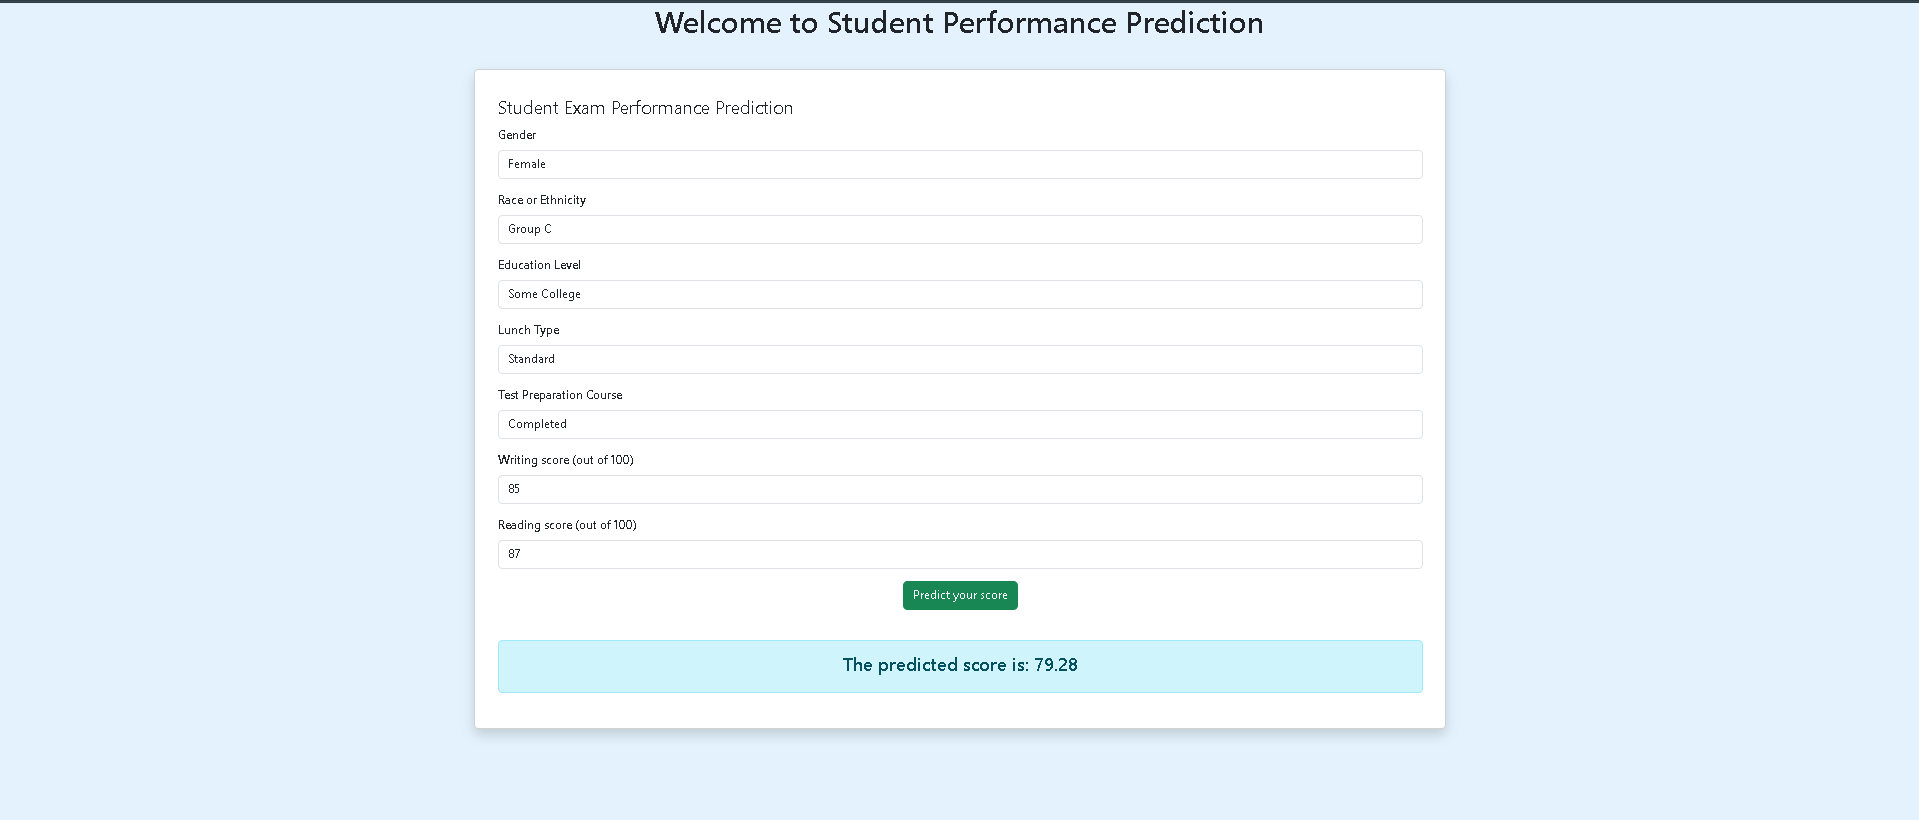 Welcome to Student Performance Prediction
Student Exam Performance Prediction
Gender
Female
Race or Ethnicity
Group C
Education Level
Some College
Lunch Type
Standard
Test Preparation Course
Completed
Writing score (out of 100)
85
Reading score (out of 100)
87
Predict your score
The predicted score is: 79.28